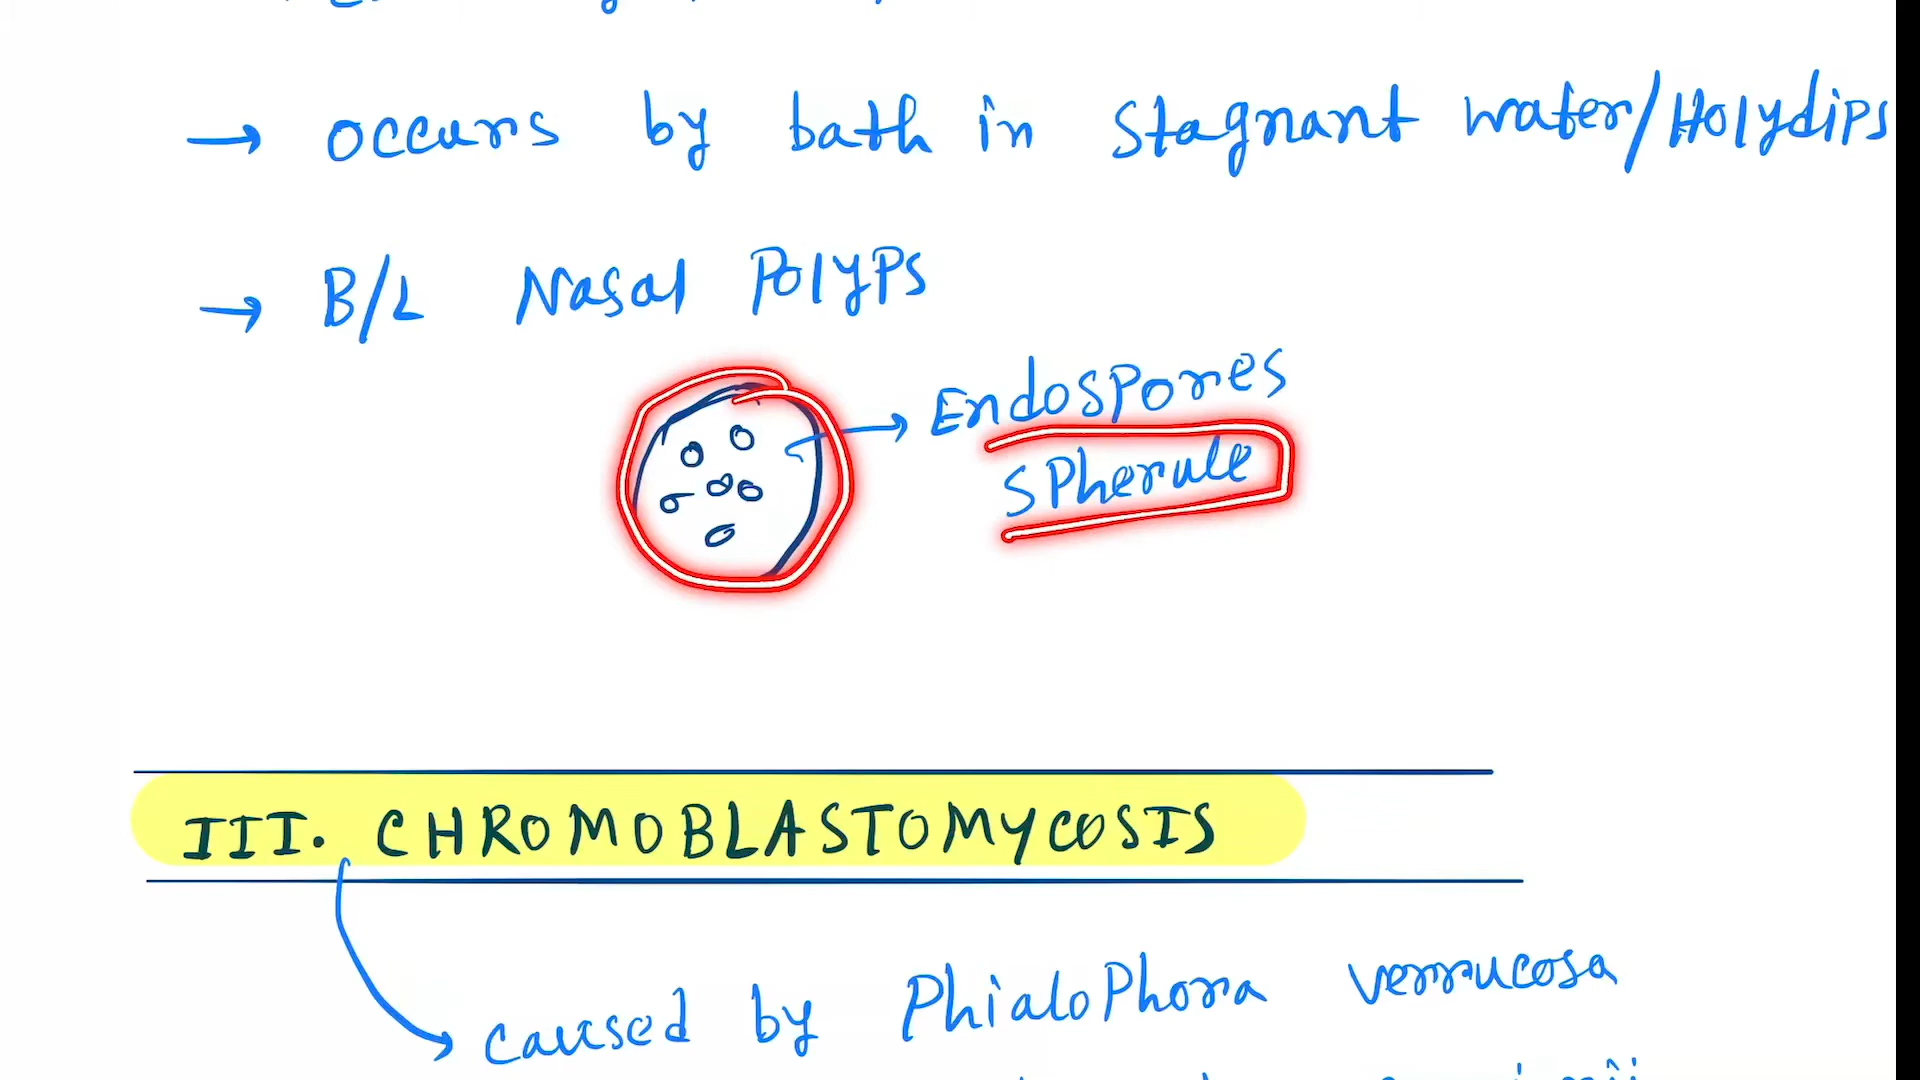 → occurs by bath in stagnant water/Holydips
→ B/L Nasal Polyps
→ Endospores
spherule
III. CHROMOBLASTOMYCOSIS
caused by Phialophora verrucosa